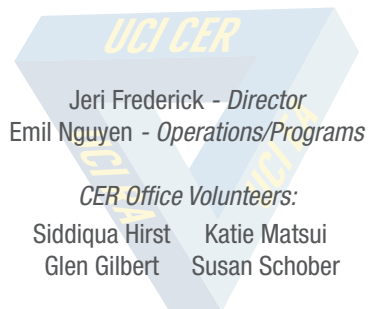 UCI CER
Jeri Frederick - Director
Emil Nguyen - Operations/Programs
CER Office Volunteers:
Siddiqua Hirst Katie Matsui
Glen Gilbert Susan Schober